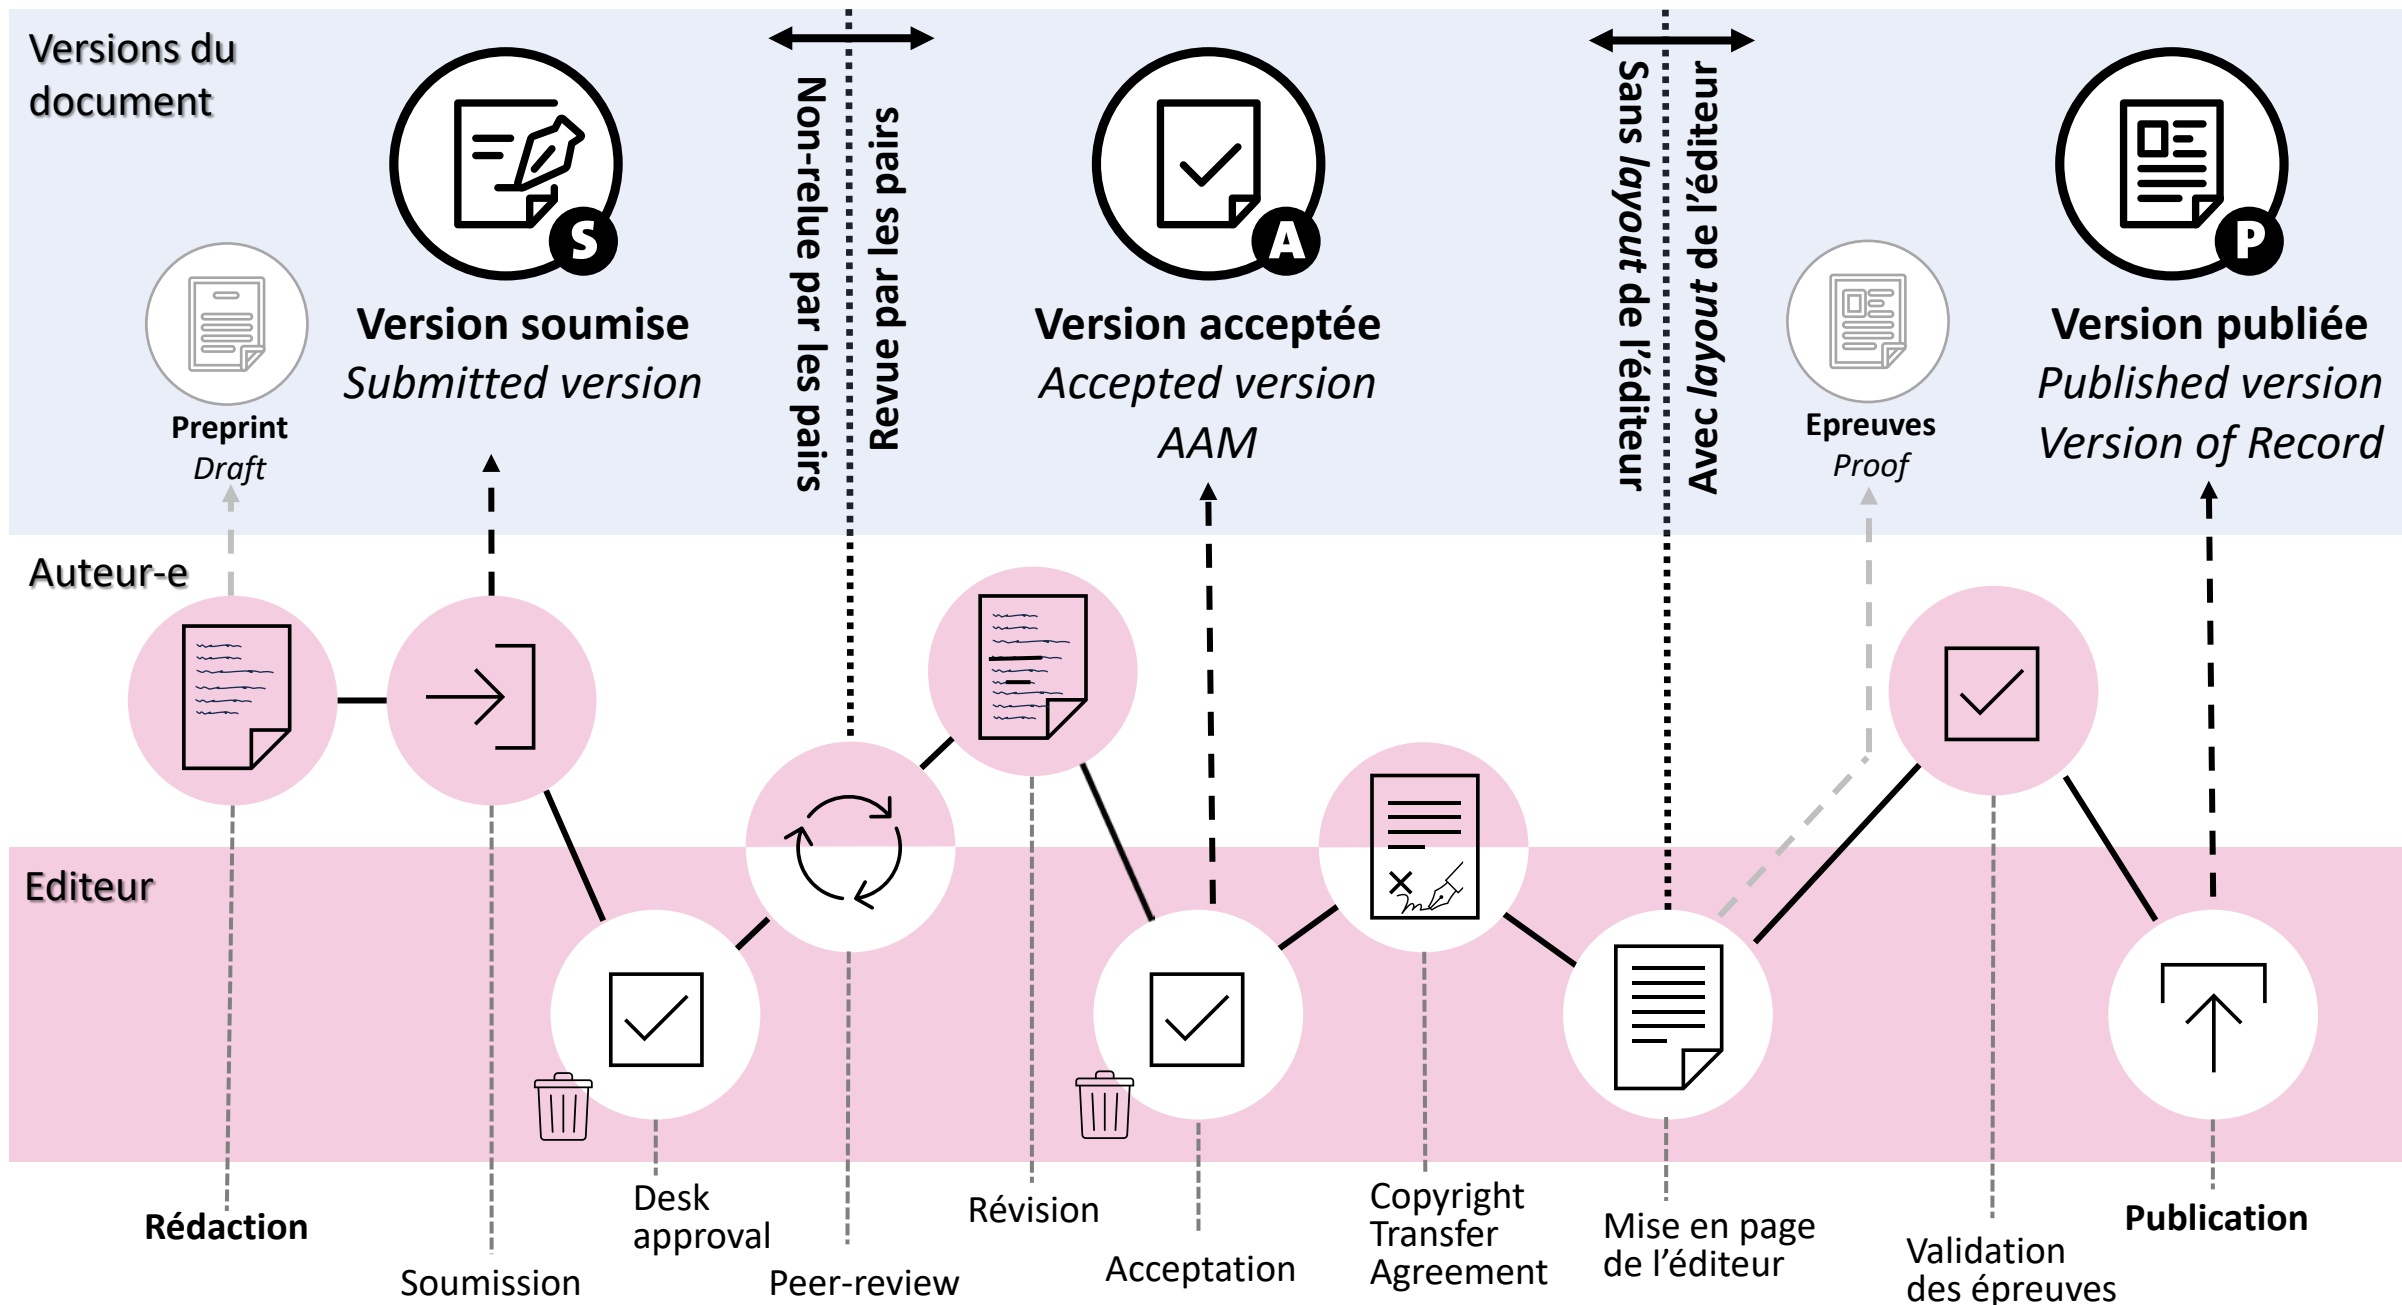 Versions du
document
S
Version soumise
Submitted version
Preprint
Draft
Non-relue par les pairs
Revue par les pairs
A
Version acceptée
Accepted version
AAM
Sans layout de l'éditeur
Avec layout de l'éditeur
Epreuves
Proof
P
Version publiée
Published version
Version of Record
Auteur-e
Editeur
Rédaction
Soumission
Desk
approval
Peer-review
Révision
Acceptation
Copyright
Transfer
Agreement
Mise en page
de l'éditeur
Validation
des épreuves
Publication